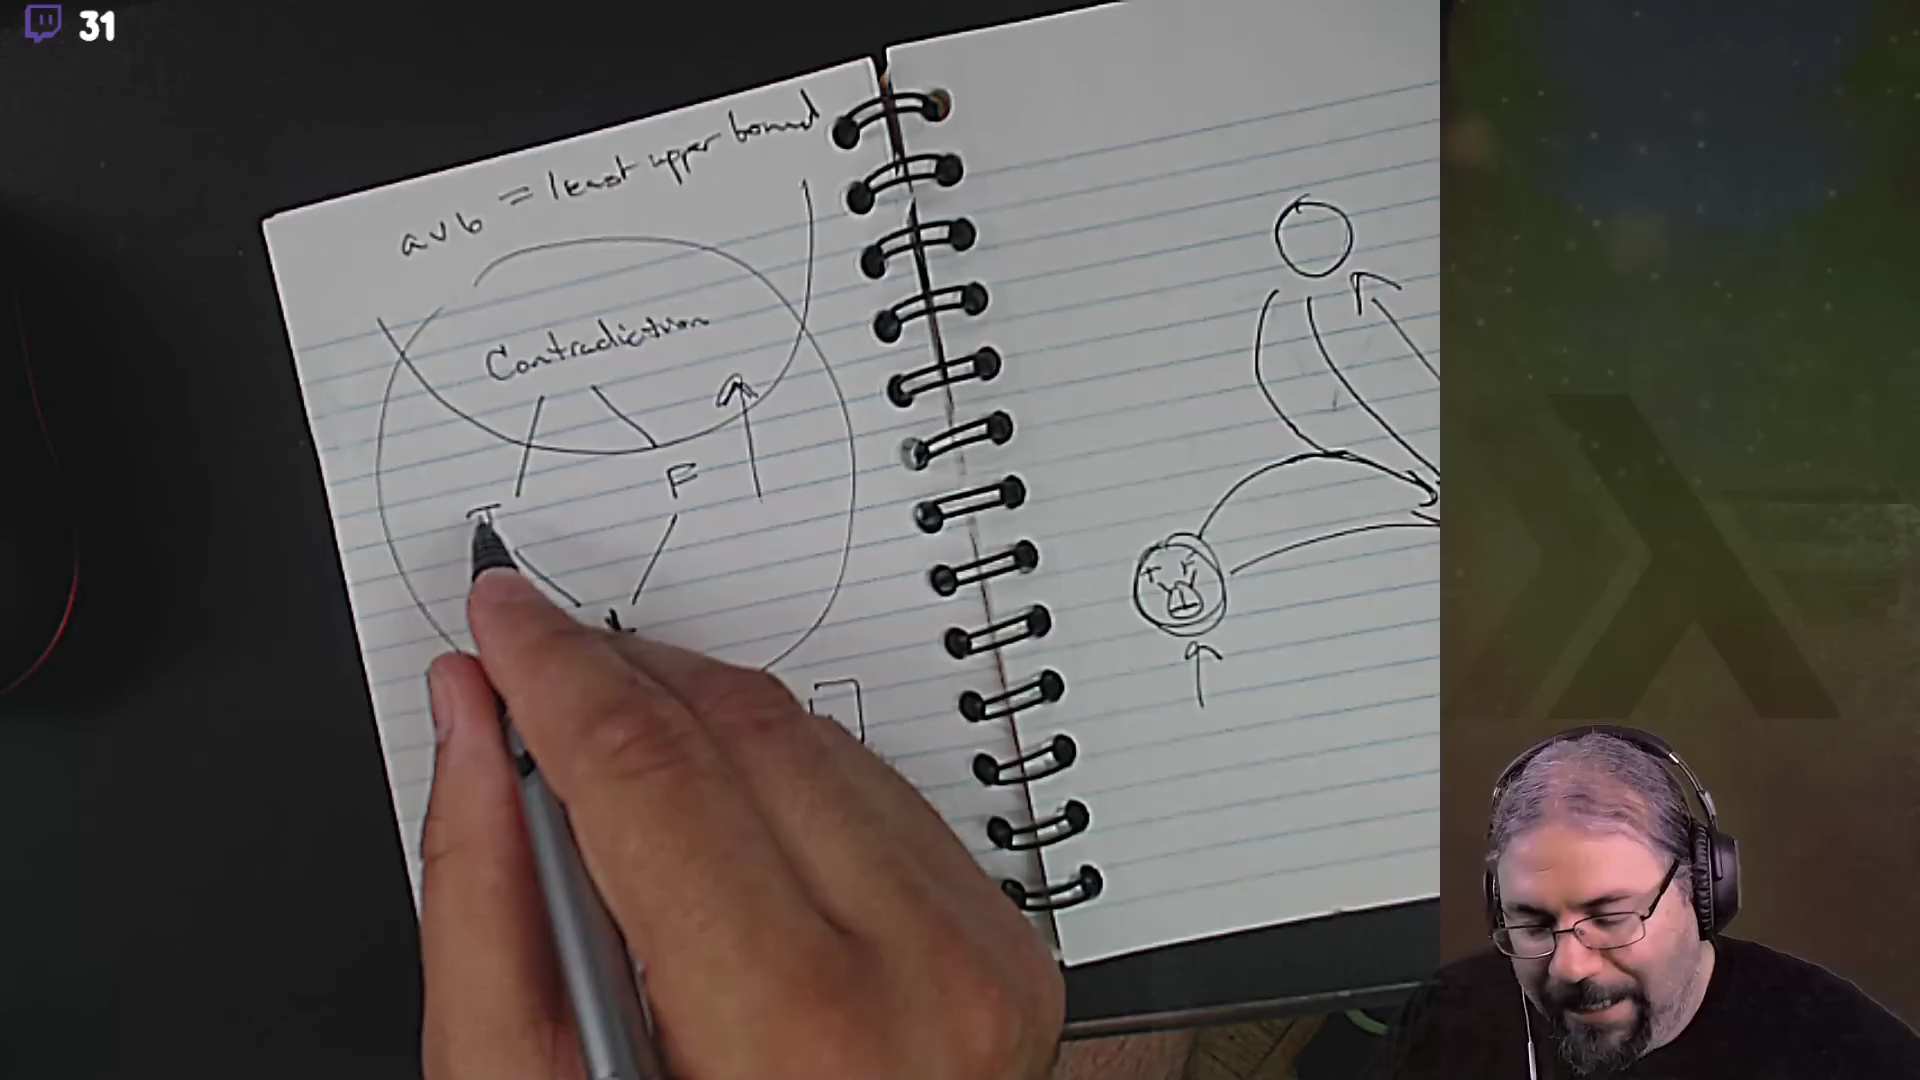 31
a v b = least upper bound
Contradiction
F
T
T F
⊥